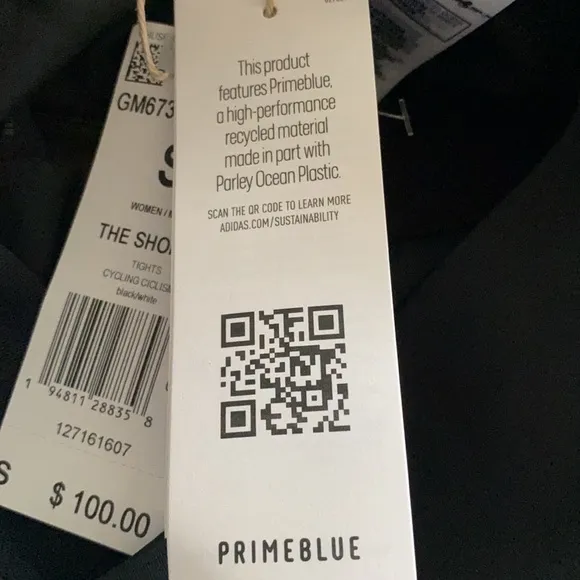 GM673
S
WOMEN /
THE SHO
TIGHTS
CYCLING CICLIS
black/white
1 94811 28835 8
127161607
S
$ 100.00
This product
features Primeblue,
a high-performance
recycled material
made in part with
Parley Ocean Plastic.
SCAN THE QR CODE TO LEARN MORE
ADIDAS.COM/SUSTAINABILITY
PRIMEBLUE